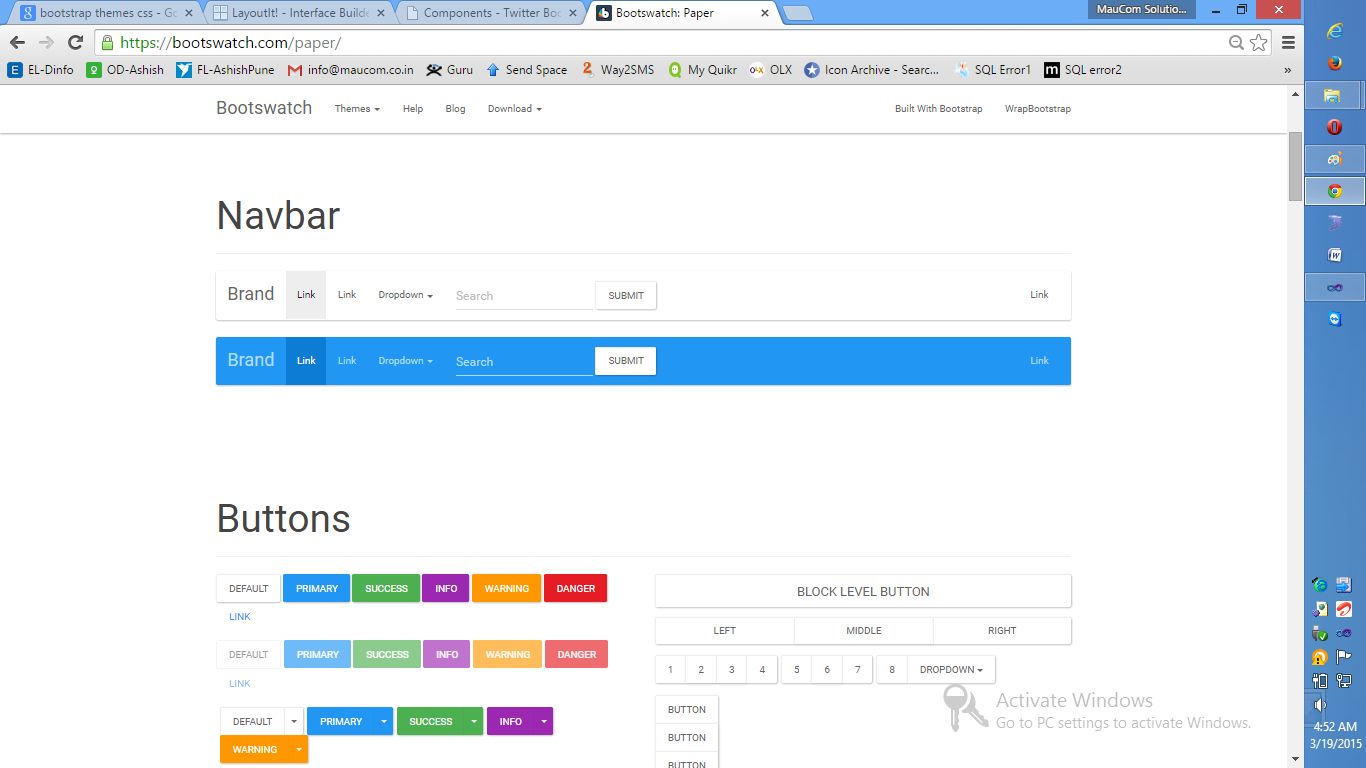 bootstrap themes css - Go
LayoutIt! - Interface Builde
Components - Twitter Boo
Bootswatch: Paper
MauCom Solutio...
https://bootswatch.com/paper/
EL-Dinfo OD-Ashish FL-AshishPune info@maucom.co.in Guru Send Space Way2SMS My Quikr OLX Icon Archive - Searc... SQL Error1 SQL error2 »
Bootswatch Themes Help Blog Download Built With Bootstrap WrapBootstrap
Navbar
Brand Link Link Dropdown Search SUBMIT Link
Brand Link Link Dropdown Search SUBMIT Link
Buttons
DEFAULT PRIMARY SUCCESS INFO WARNING DANGER
LINK
DEFAULT PRIMARY SUCCESS INFO WARNING DANGER
LINK
DEFAULT PRIMARY SUCCESS INFO
WARNING
BLOCK LEVEL BUTTON
LEFT MIDDLE RIGHT
1 2 3 4 5 6 7 8 DROPDOWN
BUTTON
BUTTON
BUTTON
Activate Windows
Go to PC settings to activate Windows.
4:52 AM
3/19/2015